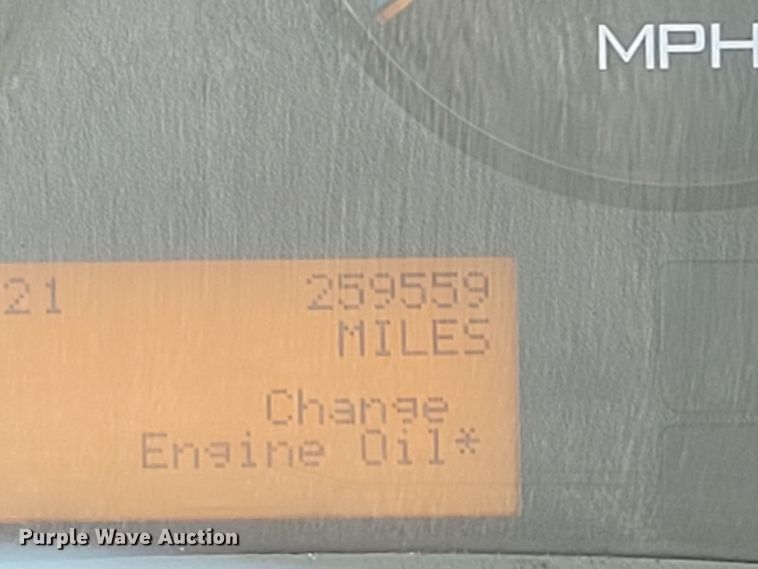 MPH
21 259559
MILES
Change
Engine Oil*
Purple Wave Auction